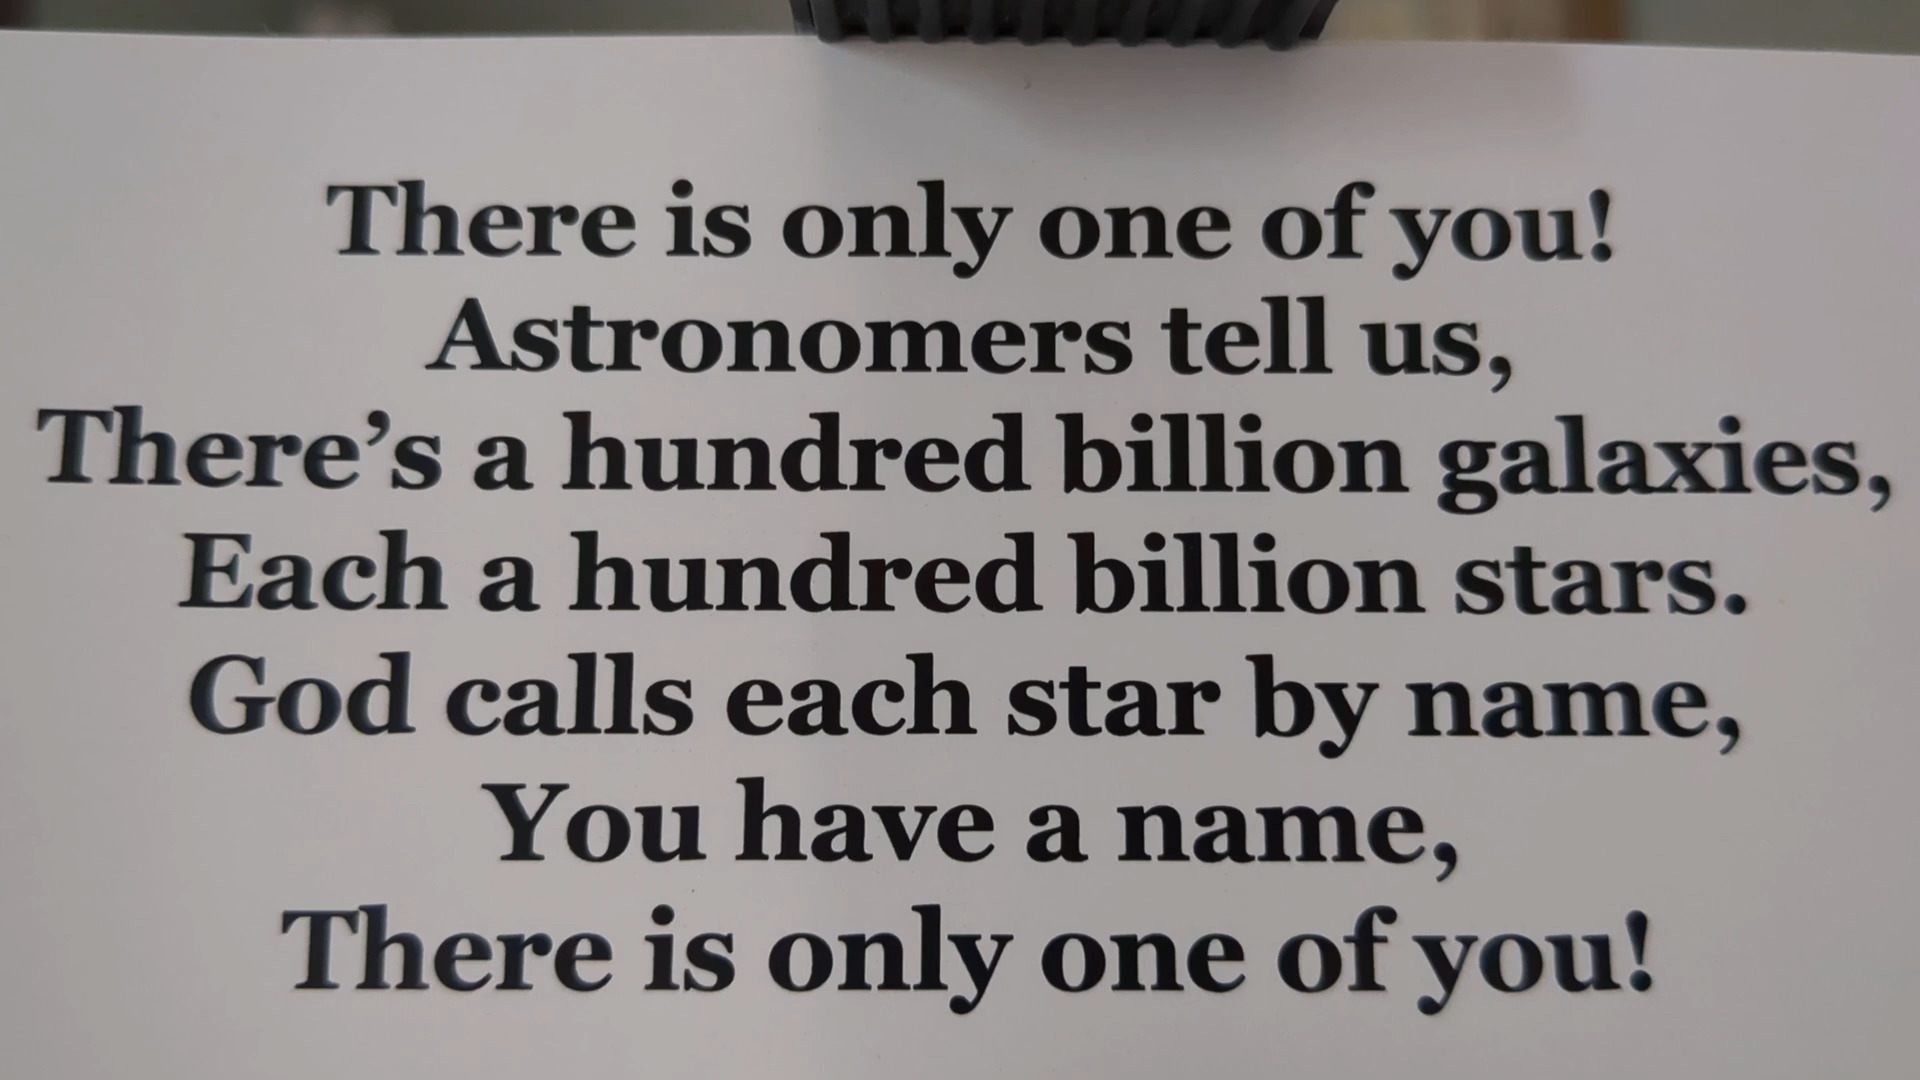 There is only one of you!
Astronomers tell us,
There’s a hundred billion galaxies,
Each a hundred billion stars.
God calls each star by name,
You have a name,
There is only one of you!